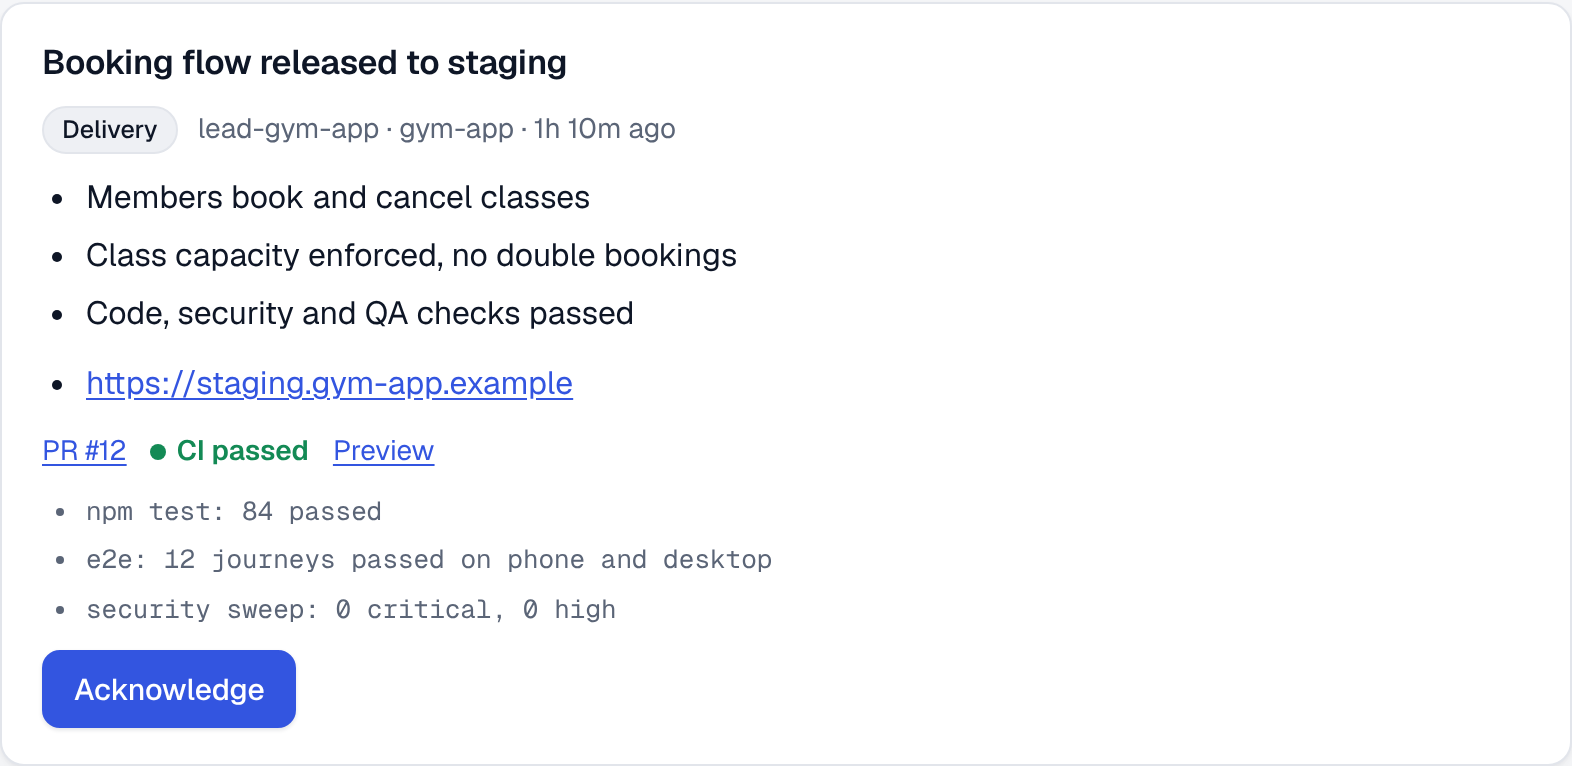 Booking flow released to staging
Delivery lead-gym-app · gym-app · 1h 10m ago
• Members book and cancel classes
• Class capacity enforced, no double bookings
• Code, security and QA checks passed
• https://staging.gym-app.example
PR #12 ● CI passed Preview
• npm test: 84 passed
• e2e: 12 journeys passed on phone and desktop
• security sweep: 0 critical, 0 high
Acknowledge